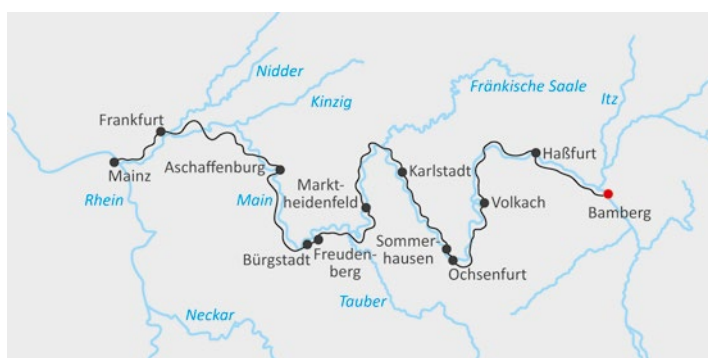 Nidder
Fränkische Saale
Itz
Kinzig
Frankfurt
Haßfurt
Aschaffenburg
Karlstadt
Mainz
Markt-
heidenfeld
Rhein
Main
Volkach
Bamberg
Sommer-
hausen
Bürgstadt
Freuden-
berg
Ochsenfurt
Tauber
Neckar